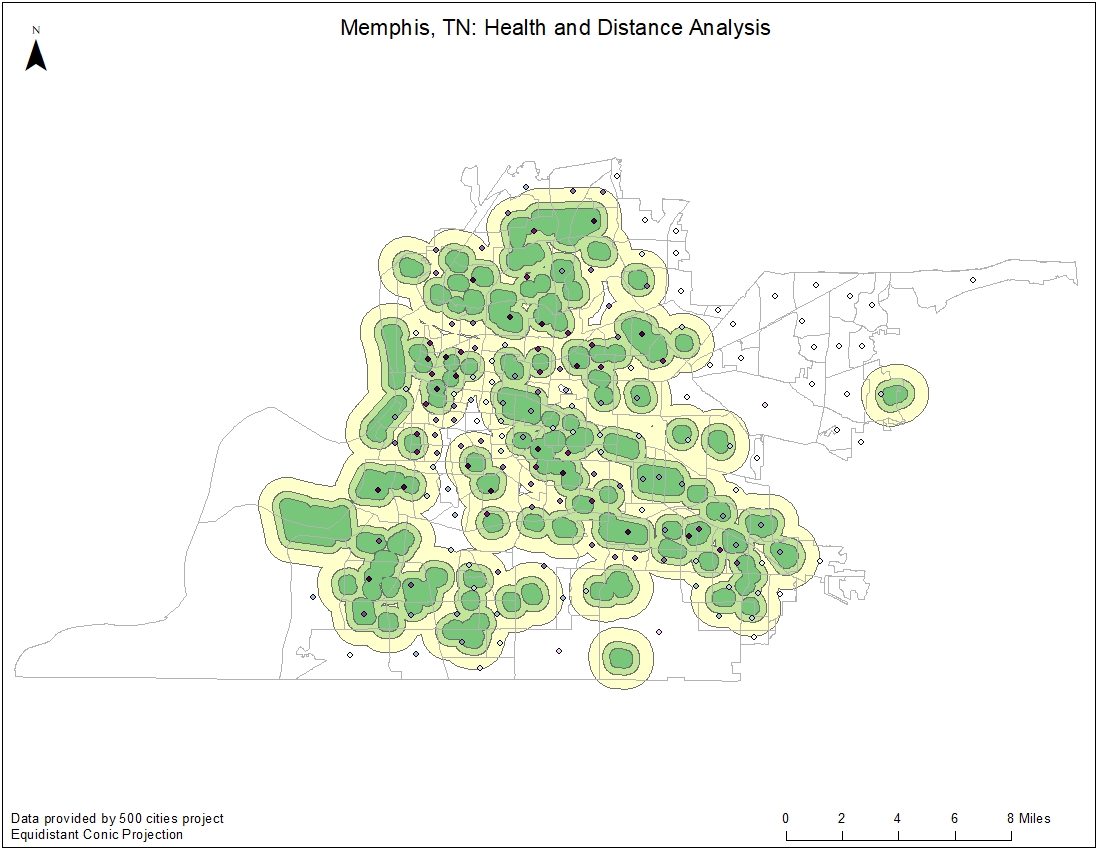 Memphis, TN: Health and Distance Analysis
N
Data provided by 500 cities project
Equidistant Conic Projection
0 2 4 6 8 Miles